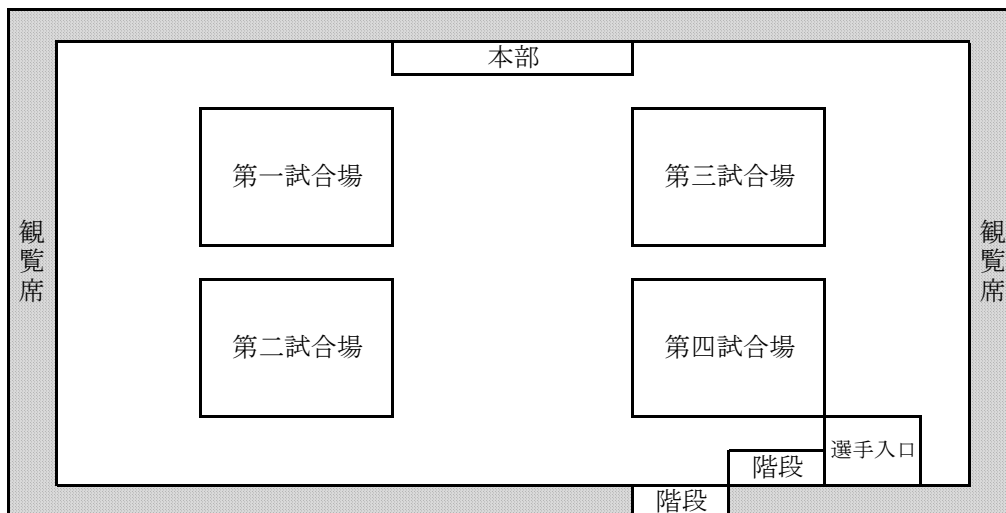 本部
第一試合場
第三試合場
観覧席
観覧席
第二試合場
第四試合場
選手入口
階段
階段